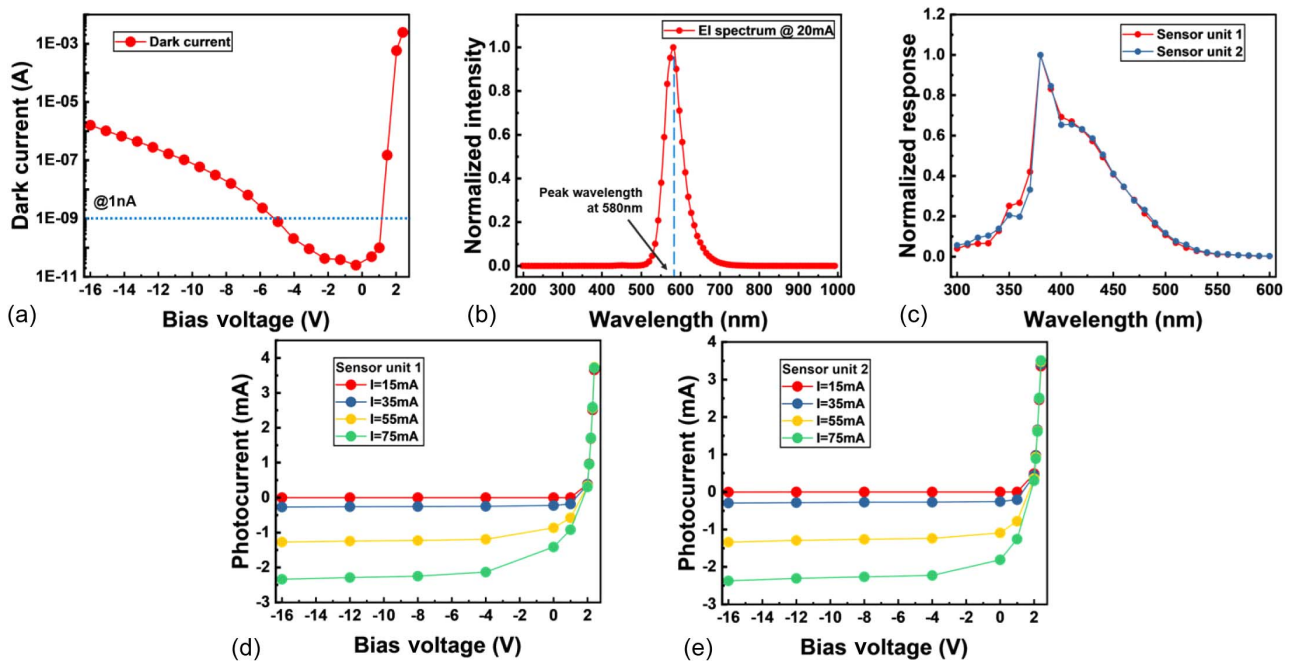 1E-03
1E-05
1E-07
1E-09
1E-11
Dark current (A)
Dark current
@1nA
-16 -14 -12 -10 -8 -6 -4 -2 0 2
Bias voltage (V)
(a)
1.0
0.8
0.6
0.4
0.2
0.0
Normalized intensity
EI spectrum @ 20mA
Peak wavelength
at 580nm
200 300 400 500 600 700 800 900 1000
Wavelength (nm)
(b)
1.2
1.0
0.8
0.6
0.4
0.2
0.0
Normalized response
Sensor unit 1
Sensor unit 2
300 350 400 450 500 550 600
Wavelength (nm)
(c)
4
3
2
1
0
-1
-2
-3
Photocurrent (mA)
Sensor unit 1
I=15mA
I=35mA
I=55mA
I=75mA
-16 -14 -12 -10 -8 -6 -4 -2 0 2
Bias voltage (V)
(d)
4
3
2
1
0
-1
-2
-3
Photocurrent (mA)
Sensor unit 2
I=15mA
I=35mA
I=55mA
I=75mA
-16 -14 -12 -10 -8 -6 -4 -2 0 2
Bias voltage (V)
(e)